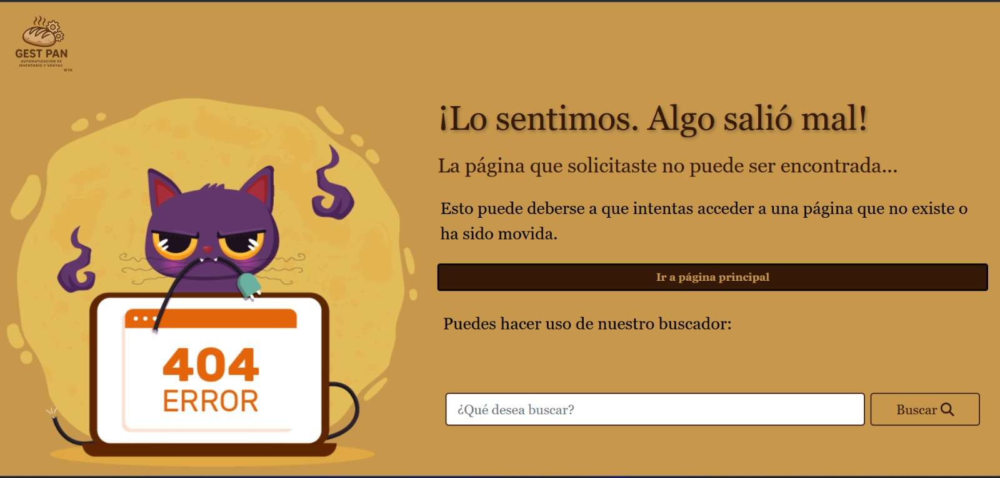 GEST PAN
AUTOMATIZACIÓN DE
INVENTARIO Y VENTAS
WYK
¡Lo sentimos. Algo salió mal!
La página que solicitaste no puede ser encontrada...
Esto puede deberse a que intentas acceder a una página que no existe o
ha sido movida.
Ir a página principal
Puedes hacer uso de nuestro buscador:
¿Qué desea buscar?
Buscar
404
ERROR